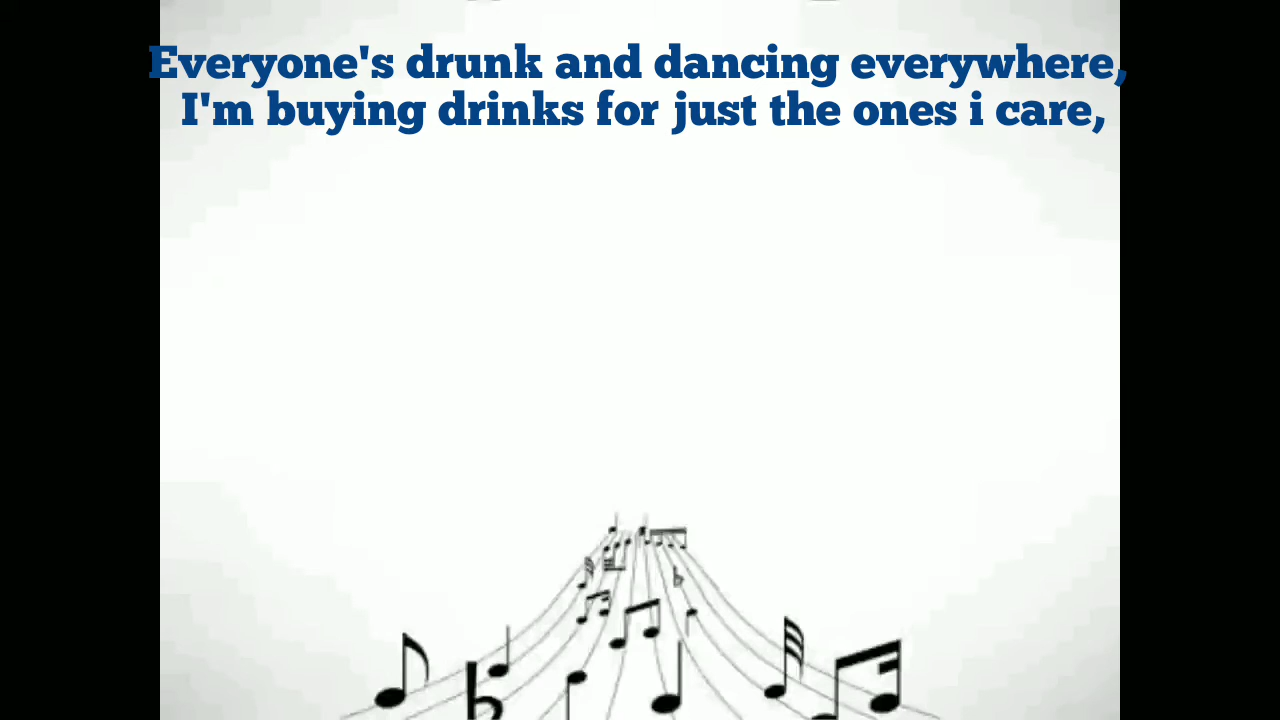 Everyone's drunk and dancing everywhere,
I'm buying drinks for just the ones i care,